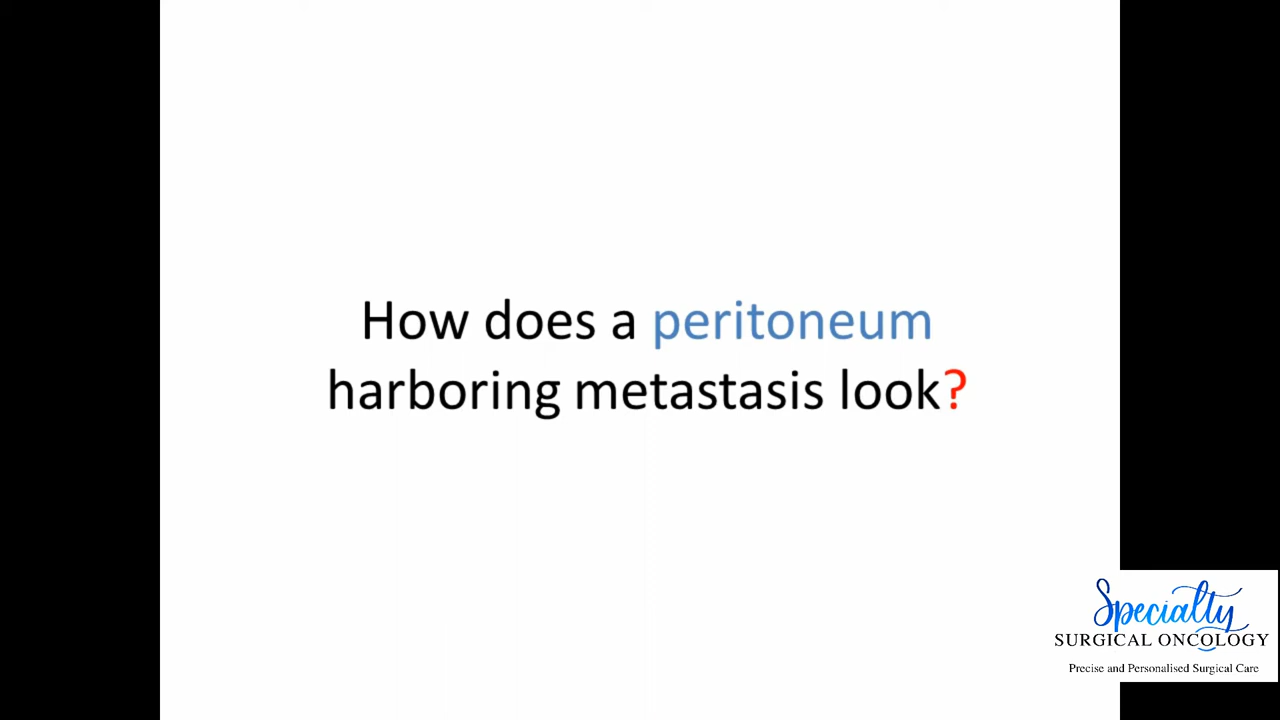 How does a peritoneum
harboring metastasis look?
Specialty
SURGICAL ONCOLOGY
Precise and Personalised Surgical Care